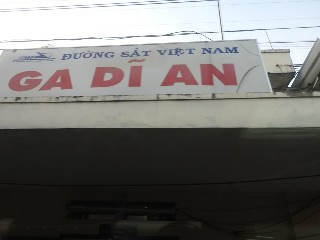 ĐƯỜNG SẮT VIỆT NAM
GA DĨ AN